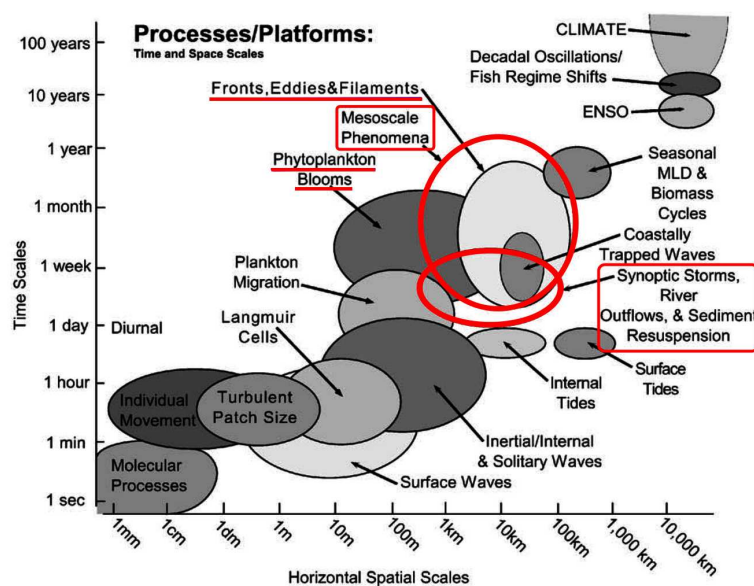 Processes/Platforms:
Time and Space Scales
CLIMATE
Decadal Oscillations/
Fish Regime Shifts
ENSO
Fronts,Eddies&Filaments
Mesoscale
Phenomena
Phytoplankton
Blooms
Seasonal
MLD &
Biomass
Cycles
Coastally
Trapped Waves
Plankton
Migration
Synoptic Storms,
River
Outflows, & Sediment
Resuspension
Diurnal
Langmuir
Cells
Internal
Tides
Surface
Tides
Individual
Movement
Turbulent
Patch Size
Inertial/Internal
& Solitary Waves
Molecular
Processes
Surface Waves
Time Scales
100 years
10 years
1 year
1 month
1 week
1 day
1 hour
1 min
1 sec
1mm
1cm
1dm
1m
10m
100m
1km
10km
100km
1,000 km
10,000 km
Horizontal Spatial Scales